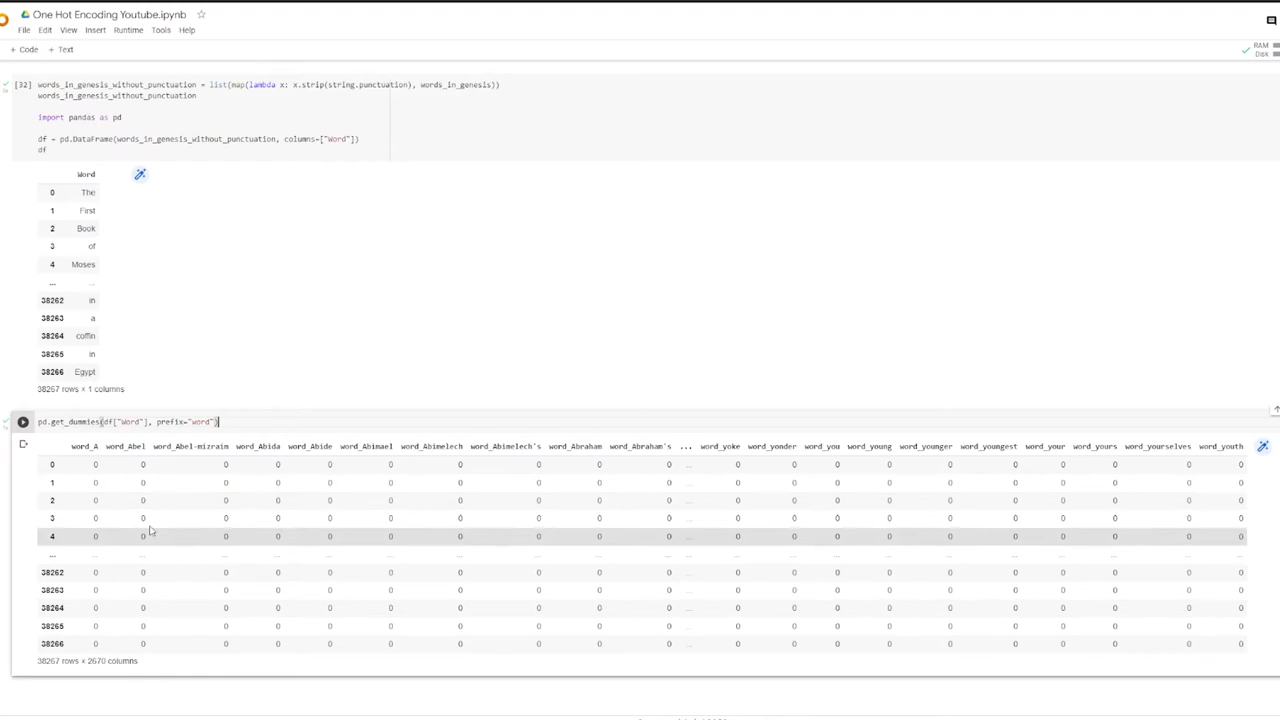 One Hot Encoding Youtube.ipynb
File Edit View Insert Runtime Tools Help
+ Code + Text
RAM
Disk
[32] words_in_genesis_without_punctuation = list(map(lambda x: x.strip(string.punctuation), words_in_genesis))
words_in_genesis_without_punctuation
import pandas as pd
df = pd.DataFrame(words_in_genesis_without_punctuation, columns=["Word"])
df
Word
0 The
1 First
2 Book
3 of
4 Moses
... ...
38262 in
38263 a
38264 coffin
38265 in
38266 Egypt
38267 rows × 1 columns
pd.get_dummies(df["Word"], prefix="word")
word_A word_Abel word_Abel-mizraim word_Abida word_Abide word_Abimael word_Abimelech word_Abimelech's word_Abraham word_Abraham's ... word_yoke word_yonder word_you word_young word_younger word_youngest word_your word_yours word_yourselves word_youth
0 0 0 0 0 0 0 0 0 0 0 ... 0 0 0 0 0 0 0 0 0 0
1 0 0 0 0 0 0 0 0 0 0 ... 0 0 0 0 0 0 0 0 0 0
2 0 0 0 0 0 0 0 0 0 0 ... 0 0 0 0 0 0 0 0 0 0
3 0 0 0 0 0 0 0 0 0 0 ... 0 0 0 0 0 0 0 0 0 0
4 0 0 0 0 0 0 0 0 0 0 ... 0 0 0 0 0 0 0 0 0 0
... ... ... ... ... ... ... ... ... ... ... ... ... ... ... ... ... ... ... ... ... ...
38262 0 0 0 0 0 0 0 0 0 0 ... 0 0 0 0 0 0 0 0 0 0
38263 0 0 0 0 0 0 0 0 0 0 ... 0 0 0 0 0 0 0 0 0 0
38264 0 0 0 0 0 0 0 0 0 0 ... 0 0 0 0 0 0 0 0 0 0
38265 0 0 0 0 0 0 0 0 0 0 ... 0 0 0 0 0 0 0 0 0 0
38266 0 0 0 0 0 0 0 0 0 0 ... 0 0 0 0 0 0 0 0 0 0
38267 rows × 2670 columns